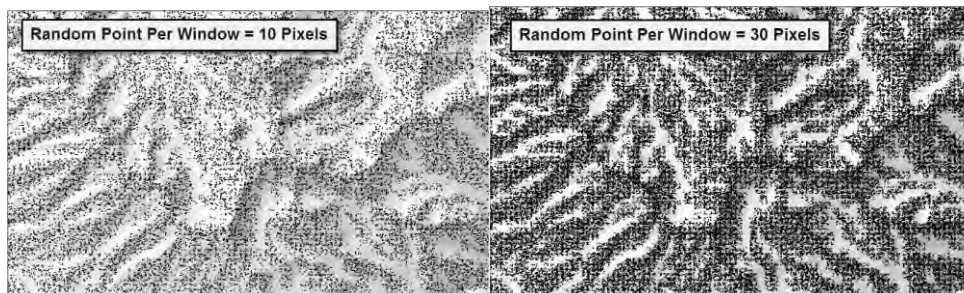 Random Point Per Window = 10 Pixels
Random Point Per Window = 30 Pixels